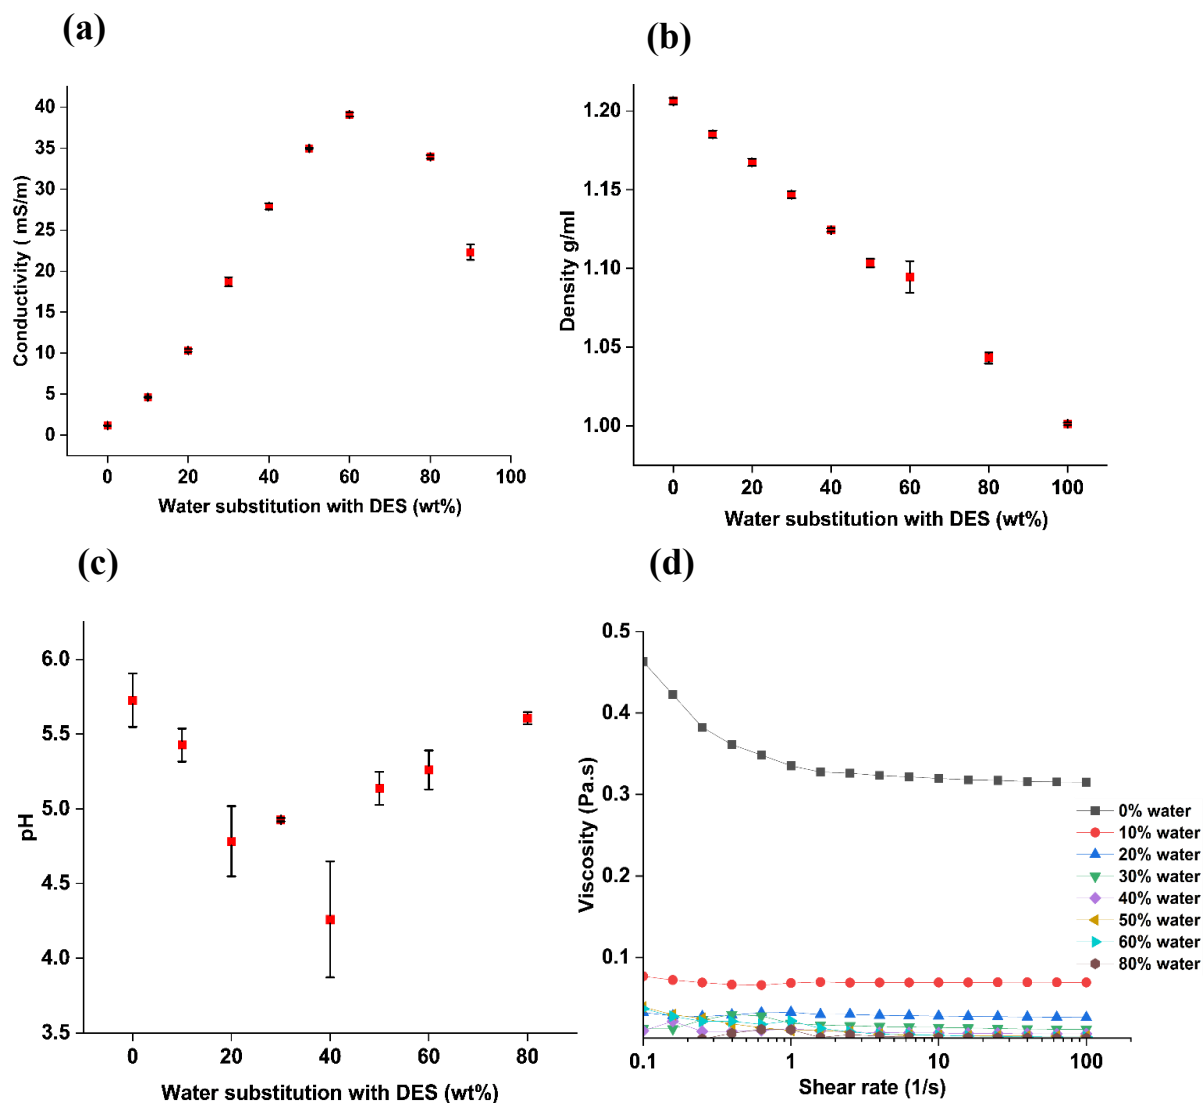 (a)
(b)
40
35
30
25
20
15
10
5
0
Conductivity ( mS/m)
0 20 40 60 80 100
Water substitution with DES (wt%)
1.20
1.15
1.10
1.05
1.00
Density g/ml
0 20 40 60 80 100
Water substitution with DES (wt%)
(c)
(d)
6.0
5.5
5.0
4.5
4.0
3.5
pH
0 20 40 60 80
Water substitution with DES (wt%)
0.5
0.4
0.3
0.2
0.1
Viscosity (Pa.s)
0% water
10% water
20% water
30% water
40% water
50% water
60% water
80% water
0.1 1 10 100
Shear rate (1/s)